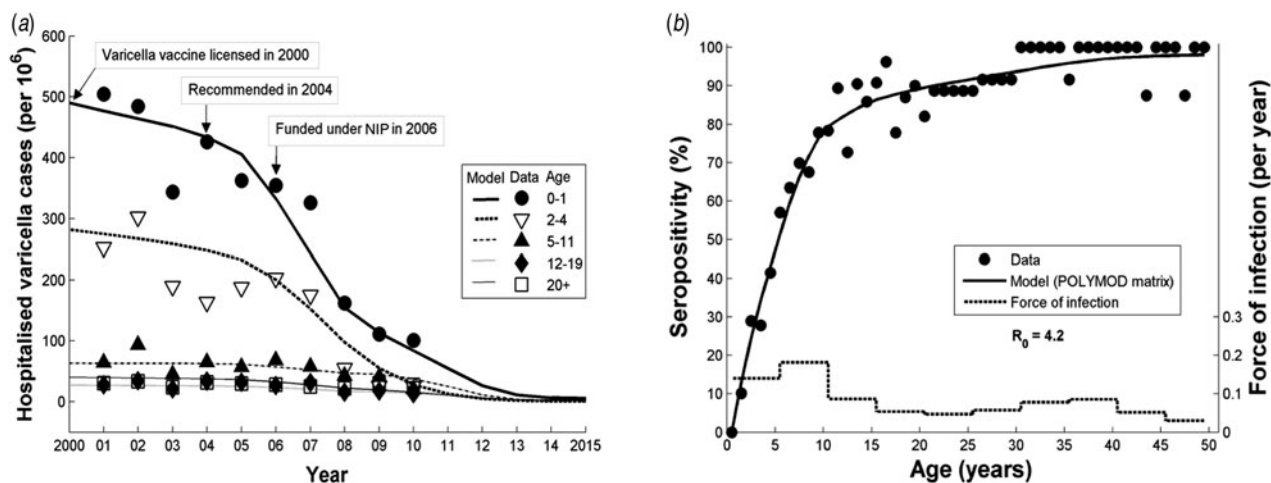 (a)
600
500
400
300
200
100
0
Hospitalised varicella cases (per 10⁶)
Varicella vaccine licensed in 2000
Recommended in 2004
Funded under NIP in 2006
Model Data Age
0-1
2-4
5-11
12-19
20+
2000 01 02 03 04 05 06 07 08 09 10 12 13 14 2015
Year
(b)
100
90
80
70
60
50
40
30
20
10
0
Seropositivity (%)
Data
Model (POLYMOD matrix)
Force of infection
R₀ = 4.2
0.3
0.2
0.1
0
Force of infection (per year)
0 5 10 15 20 25 30 35 40 45 50
Age (years)